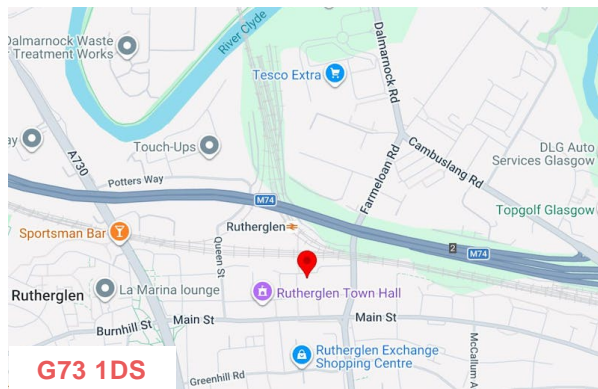 Dalmarnock Waste
Treatment Works
River Clyde
Dalmarnock Rd
Tesco Extra
ay
Touch-Ups
A730
Cambuslang Rd
DLG Auto
Services Glasgow
Farmeloan Rd
Potters Way
M74
Topgolf Glasgow
Rutherglen
Sportsman Bar
Queen St
2
M74
Rutherglen
La Marina lounge
Rutherglen Town Hall
Burnhill St
Main St
Main St
McCallum A
Rutherglen Exchange
Shopping Centre
Greenhill Rd
G73 1DS